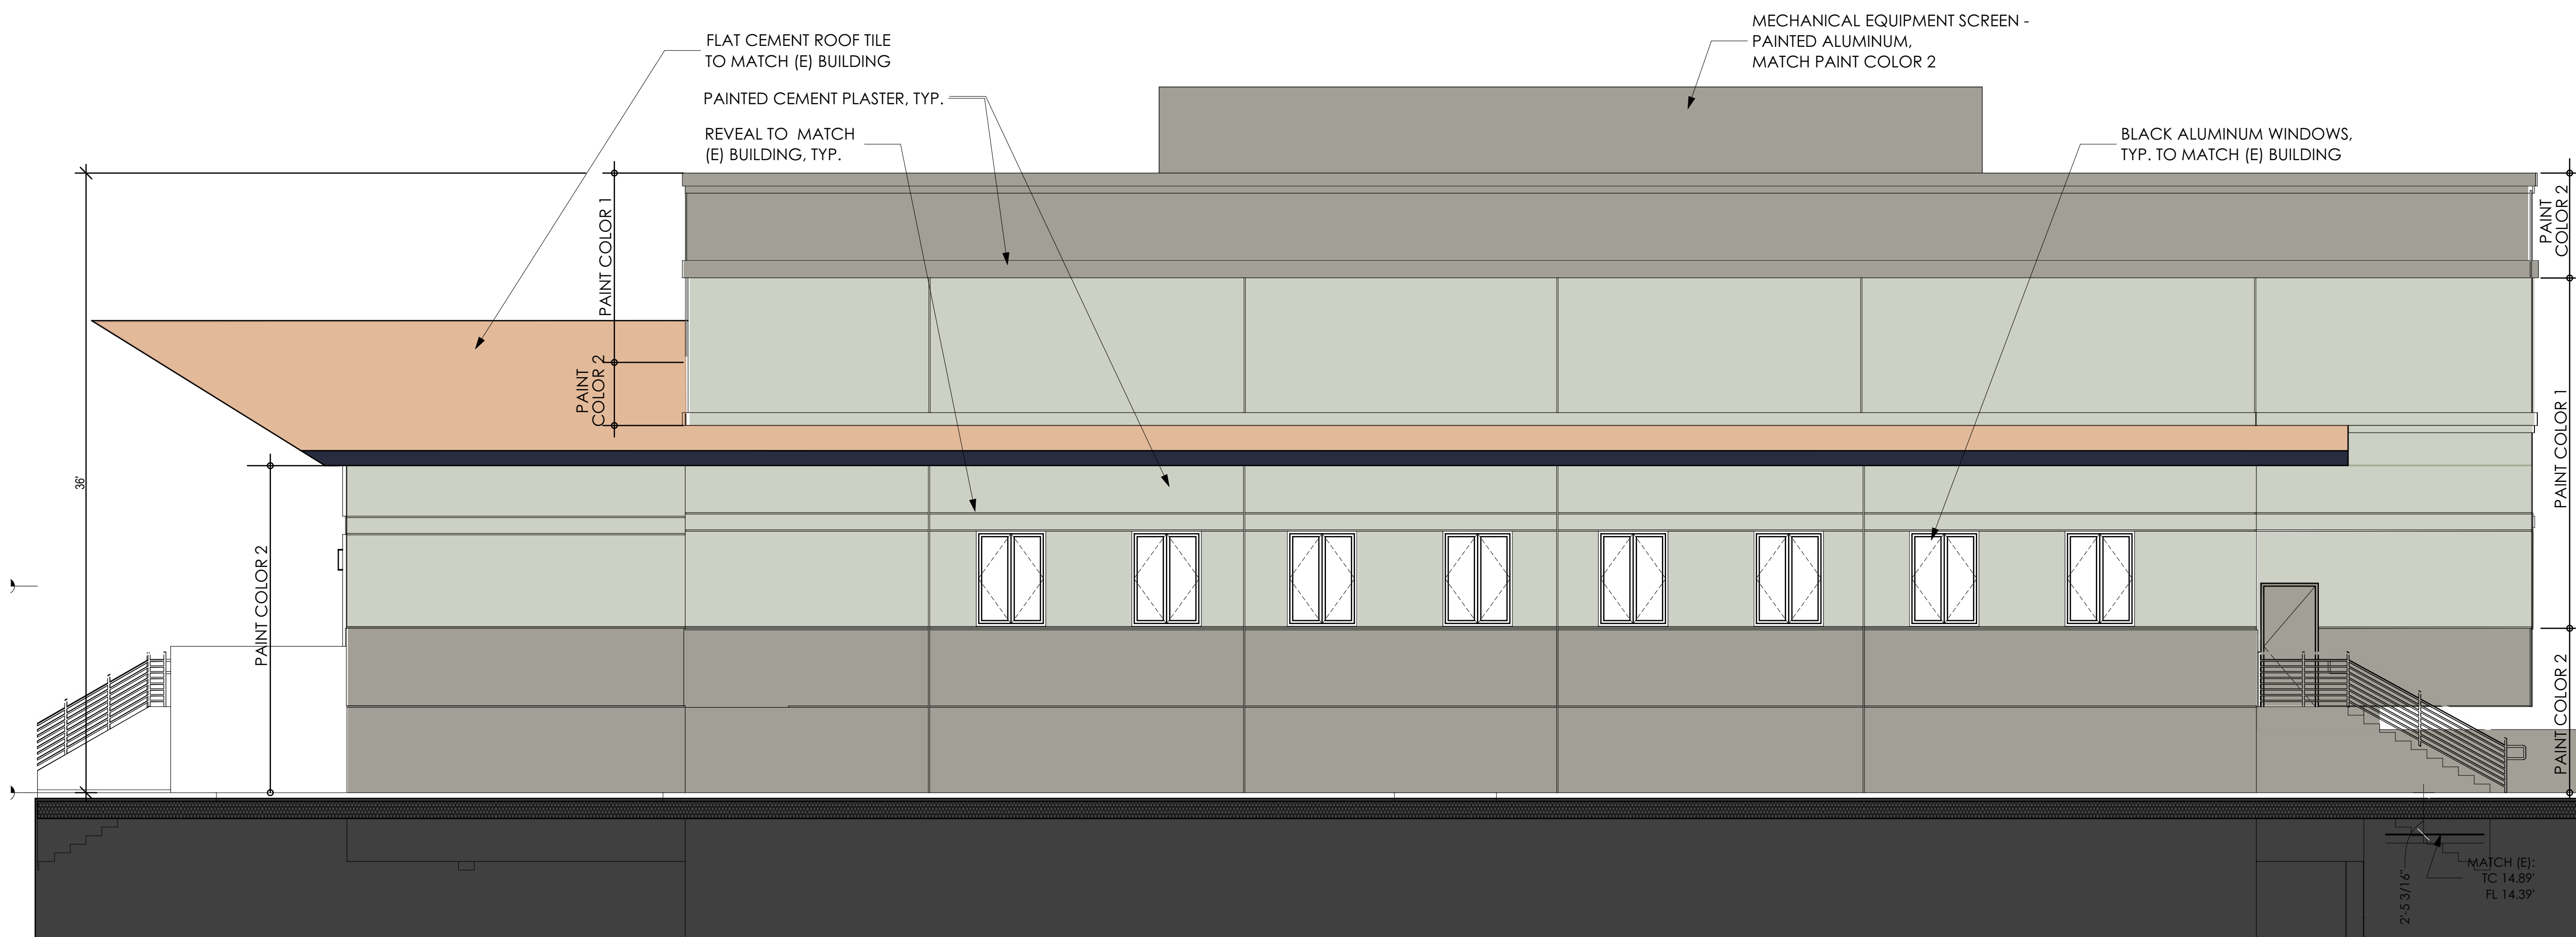 MECHANICAL EQUIPMENT SCREEN -
PAINTED ALUMINUM,
MATCH PAINT COLOR 2
FLAT CEMENT ROOF TILE
TO MATCH (E) BUILDING
PAINTED CEMENT PLASTER, TYP.
REVEAL TO MATCH
(E) BUILDING, TYP.
BLACK ALUMINUM WINDOWS,
TYP. TO MATCH (E) BUILDING
PAINT COLOR 1
PAINT
COLOR 2
PAINT
COLOR 2
36'
PAINT COLOR 2
PAINT COLOR 1
PAINT COLOR 2
MATCH (E):
TC 14.89'
FL 14.39'
2'-5 3/16"